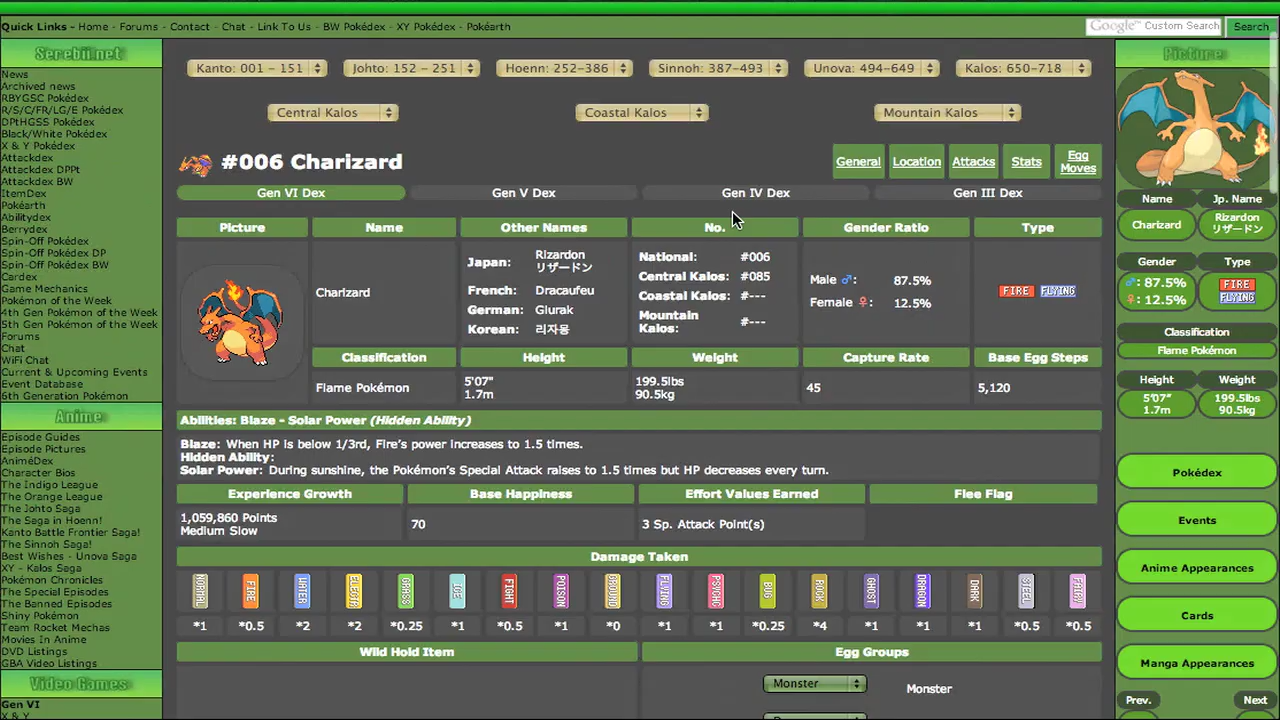 Quick Links - Home - Forums - Contact - Chat - Link To Us - BW Pokédex - XY Pokédex - Pokéarth
Google™ Custom Search
Search
Serebii.net
News
Archived news
RBYGSC Pokédex
R/S/C/FR/LG/E Pokédex
DPtHGSS Pokédex
Black/White Pokédex
X & Y Pokédex
Attackdex
Attackdex DPPt
Attackdex BW
ItemDex
Pokéarth
Abilitydex
Berrydex
Spin-Off Pokédex
Spin-Off Pokédex DP
Spin-Off Pokédex BW
Cardex
Game Mechanics
Pokémon of the Week
4th Gen Pokémon of the Week
5th Gen Pokémon of the Week
Forums
Chat
WiFi Chat
Current & Upcoming Events
Event Database
6th Generation Pokémon
Anime
Episode Guides
Episode Pictures
AniméDex
Character Bios
The Indigo League
The Orange League
The Johto Saga
The Saga in Hoenn!
Kanto Battle Frontier Saga!
The Sinnoh Saga!
Best Wishes - Unova Saga
XY - Kalos Saga
Pokémon Chronicles
The Special Episodes
The Banned Episodes
Shiny Pokémon
Team Rocket Mechas
Movies In Anime
DVD Listings
GBA Video Listings
Video Games
Gen VI
X & Y
Kanto: 001 - 151
Johto: 152 - 251
Hoenn: 252-386
Sinnoh: 387-493
Unova: 494-649
Kalos: 650-718
Central Kalos
Coastal Kalos
Mountain Kalos
#006 Charizard
General
Location
Attacks
Stats
Egg Moves
Gen VI Dex
Gen V Dex
Gen IV Dex
Gen III Dex
Picture
Name
Other Names
No.
Gender Ratio
Type
Charizard
Japan: Rizardon
リザードン
French: Dracaufeu
German: Glurak
Korean: 리자몽
National: #006
Central Kalos: #085
Coastal Kalos: #---
Mountain Kalos: #---
Male ♂: 87.5%
Female ♀: 12.5%
FIRE FLYING
Classification
Height
Weight
Capture Rate
Base Egg Steps
Flame Pokémon
5'07"
1.7m
199.5lbs
90.5kg
45
5,120
Abilities: Blaze - Solar Power (Hidden Ability)
Blaze: When HP is below 1/3rd, Fire's power increases to 1.5 times.
Hidden Ability:
Solar Power: During sunshine, the Pokémon's Special Attack raises to 1.5 times but HP decreases every turn.
Experience Growth
Base Happiness
Effort Values Earned
Flee Flag
1,059,860 Points
Medium Slow
70
3 Sp. Attack Point(s)
Damage Taken
NORMAL FIRE WATER ELECTR GRASS ICE FIGHT POISON GROUND FLYING PSYCHC BUG ROCK GHOST DRAGON DARK STEEL FAIRY
*1 *0.5 *2 *2 *0.25 *1 *0.5 *1 *0 *1 *1 *0.25 *4 *1 *1 *1 *0.5 *0.5
Wild Hold Item
Egg Groups
Monster
Monster
Picture
Name
Jp. Name
Charizard
Rizardon
リザードン
Gender
Type
♂: 87.5%
♀: 12.5%
FIRE
FLYING
Classification
Flame Pokémon
Height
Weight
5'07"
1.7m
199.5lbs
90.5kg
Pokédex
Events
Anime Appearances
Cards
Manga Appearances
Prev.
Next